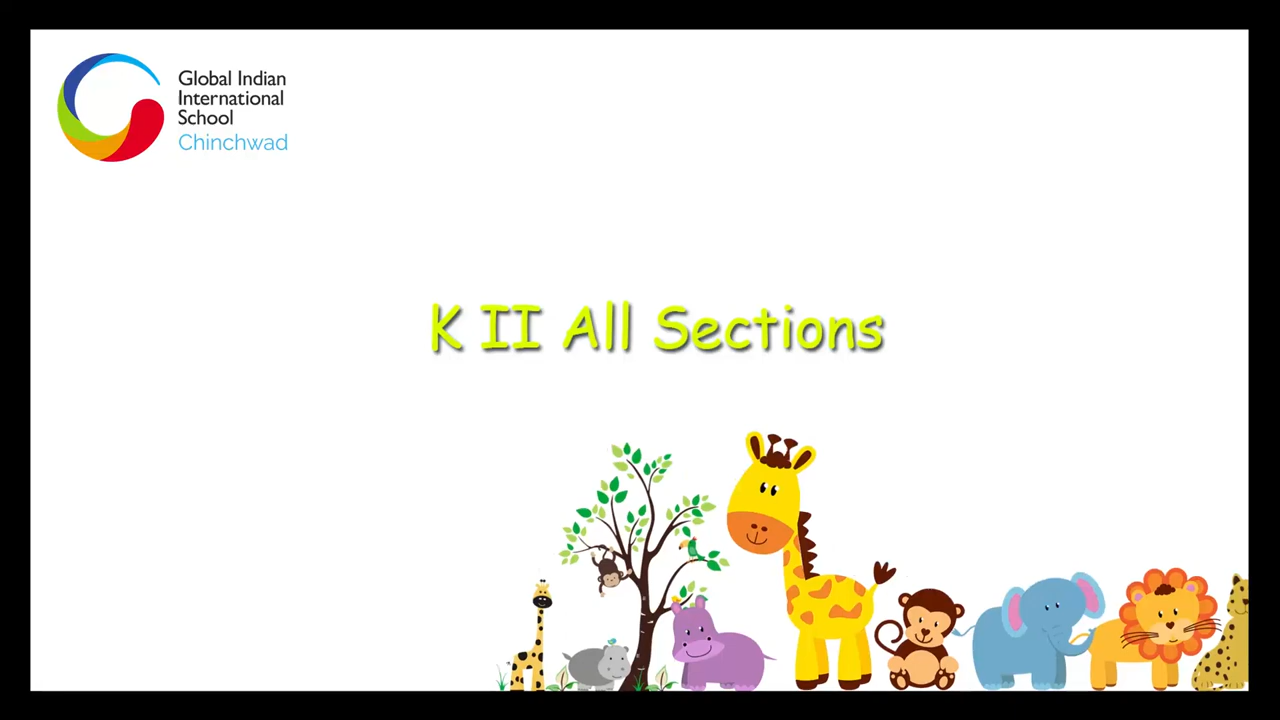 Global Indian
International
School
Chinchwad
K II All Sections